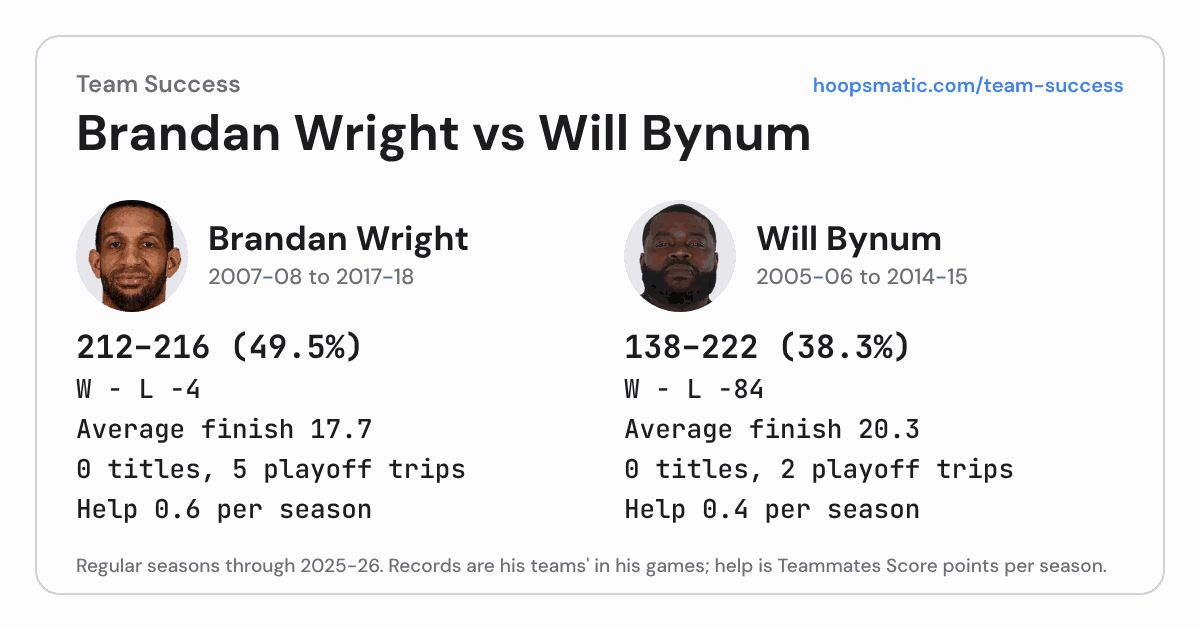 Team Success
hoopsmatic.com/team-success
Brandan Wright vs Will Bynum
Brandan Wright
2007-08 to 2017-18
212-216 (49.5%)
W - L -4
Average finish 17.7
0 titles, 5 playoff trips
Help 0.6 per season
Will Bynum
2005-06 to 2014-15
138-222 (38.3%)
W - L -84
Average finish 20.3
0 titles, 2 playoff trips
Help 0.4 per season
Regular seasons through 2025-26. Records are his teams' in his games; help is Teammates Score points per season.